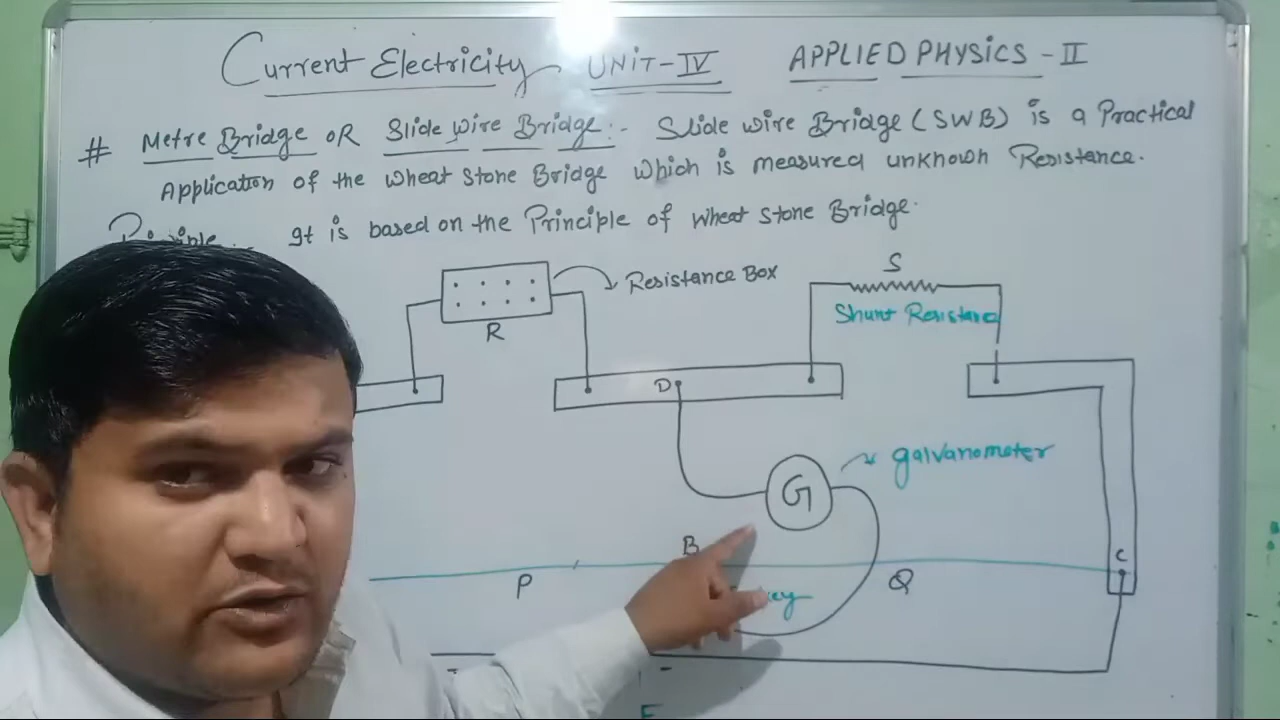 Current Electricity UNIT-IV APPLIED PHYSICS-II
# Metre Bridge OR Slide Wire Bridge:- Slide wire Bridge (SWB) is a Practical
Application of the wheat stone Bridge which is measured unknown Resistance.
It is based on the Principle of wheat stone Bridge.
Resistance Box
R
S
Shunt Resistance
D
G
galvanometer
B
C
P
Q
E